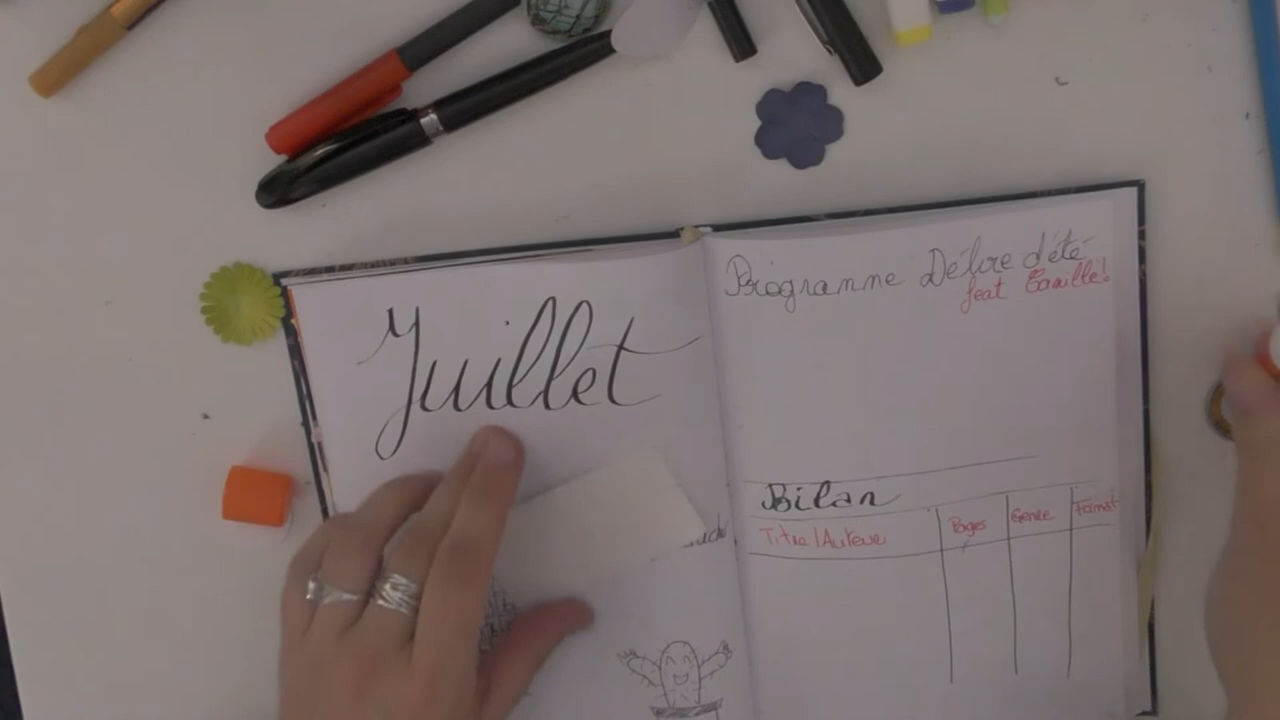 Juillet
Programme Délire d'été
feat Camille!
Bilan
Titre/Auteur
Pages
Genre
Format